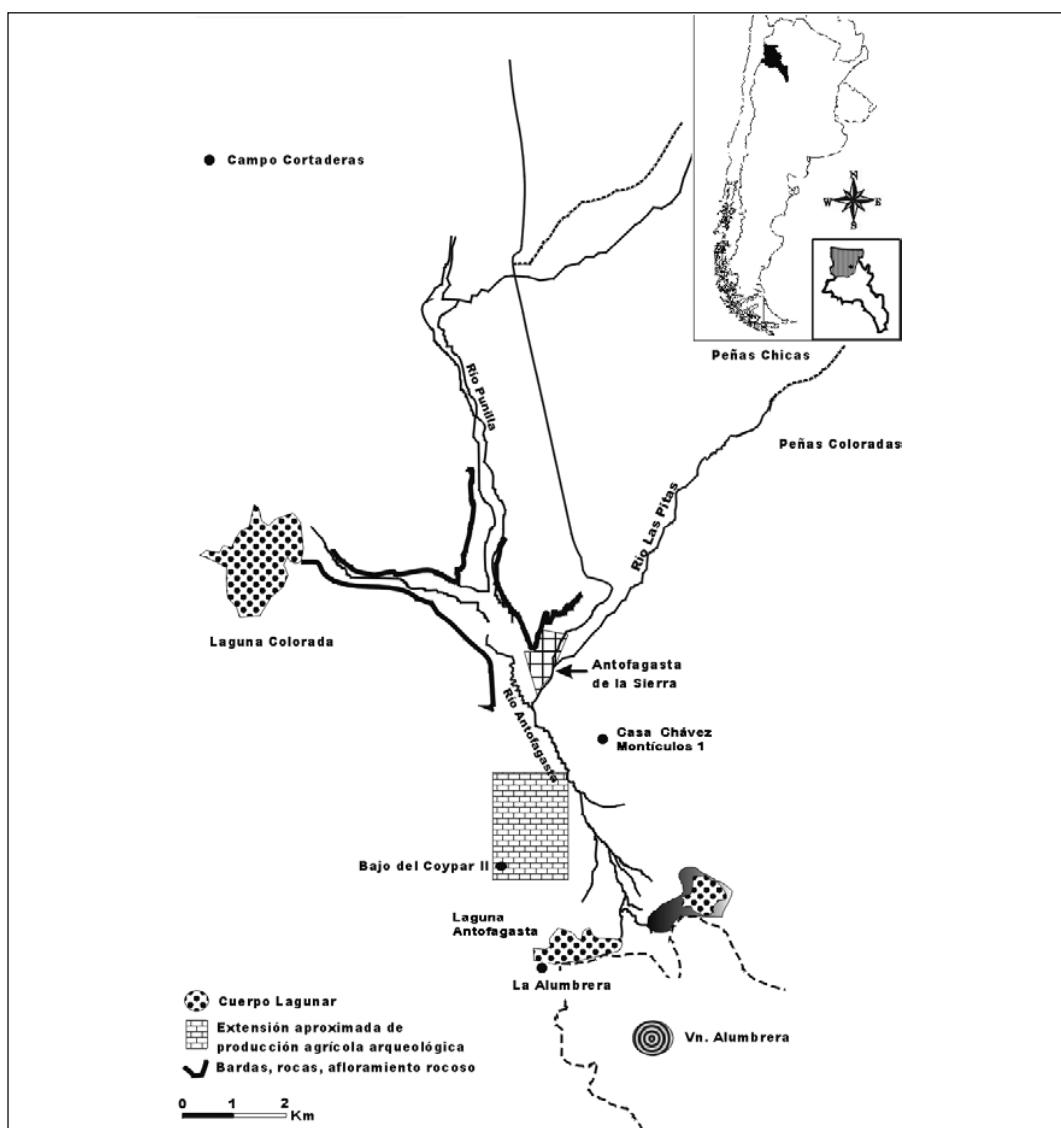 Campo Cortaderas
N
W E
S
Peñas Chicas
Río Punilla
Peñas Coloradas
Río Las Pitas
Laguna Colorada
Antofagasta
de la Sierra
Río Antofagasta
Casa Chávez
Montículos 1
Bajo del Coypar II
Laguna
Antofagasta
La Alumbrera
Cuerpo Lagunar
Extensión aproximada de
producción agrícola arqueológica
Bardas, rocas, afloramiento rocoso
Vn. Alumbrera
0 1 2
Km